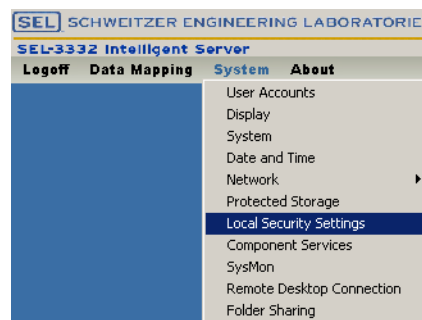 SEL SCHWEITZER ENGINEERING LABORATORIE
SEL-3332 Intelligent Server
Logoff Data Mapping System About
User Accounts
Display
System
Date and Time
Network
Protected Storage
Local Security Settings
Component Services
SysMon
Remote Desktop Connection
Folder Sharing